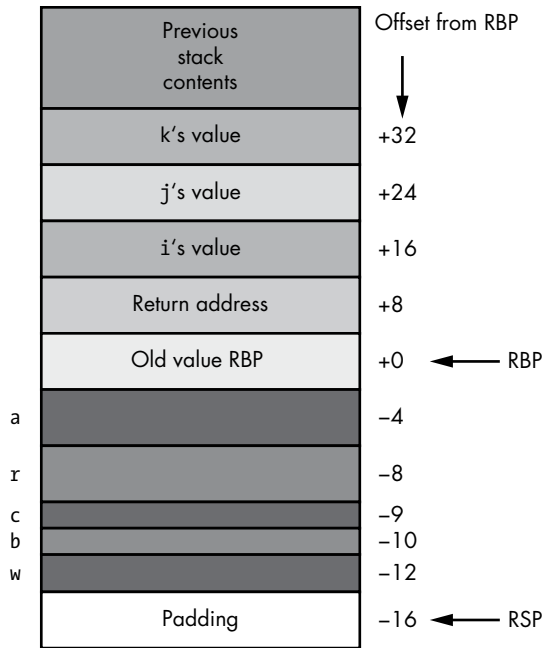 Offset from RBP
Previous
stack
contents
k‘s value +32
j‘s value +24
i‘s value +16
Return address +8
Old value RBP +0 RBP
a −4
r −8
c −9
b −10
w −12
Padding −16 RSP